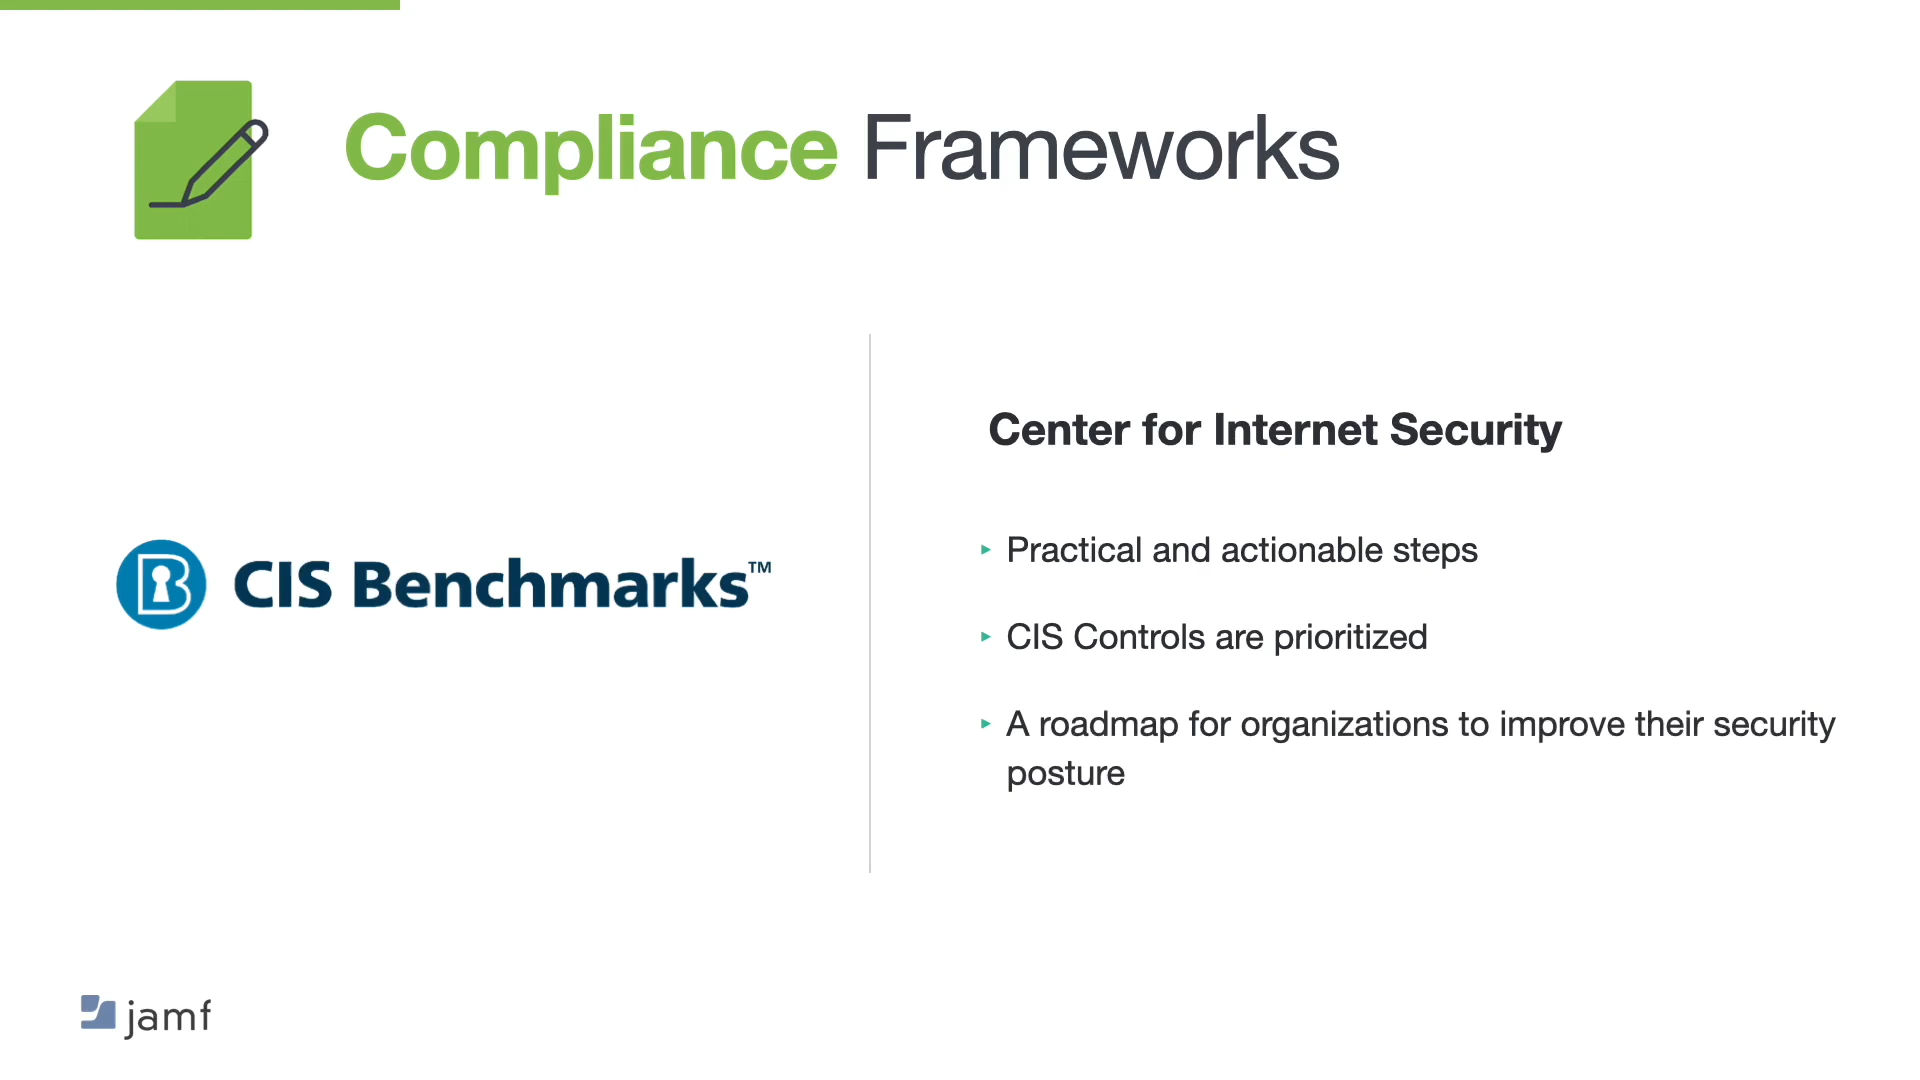 Compliance Frameworks
CIS Benchmarks™
Center for Internet Security
‣ Practical and actionable steps
‣ CIS Controls are prioritized
‣ A roadmap for organizations to improve their security
posture
jamf